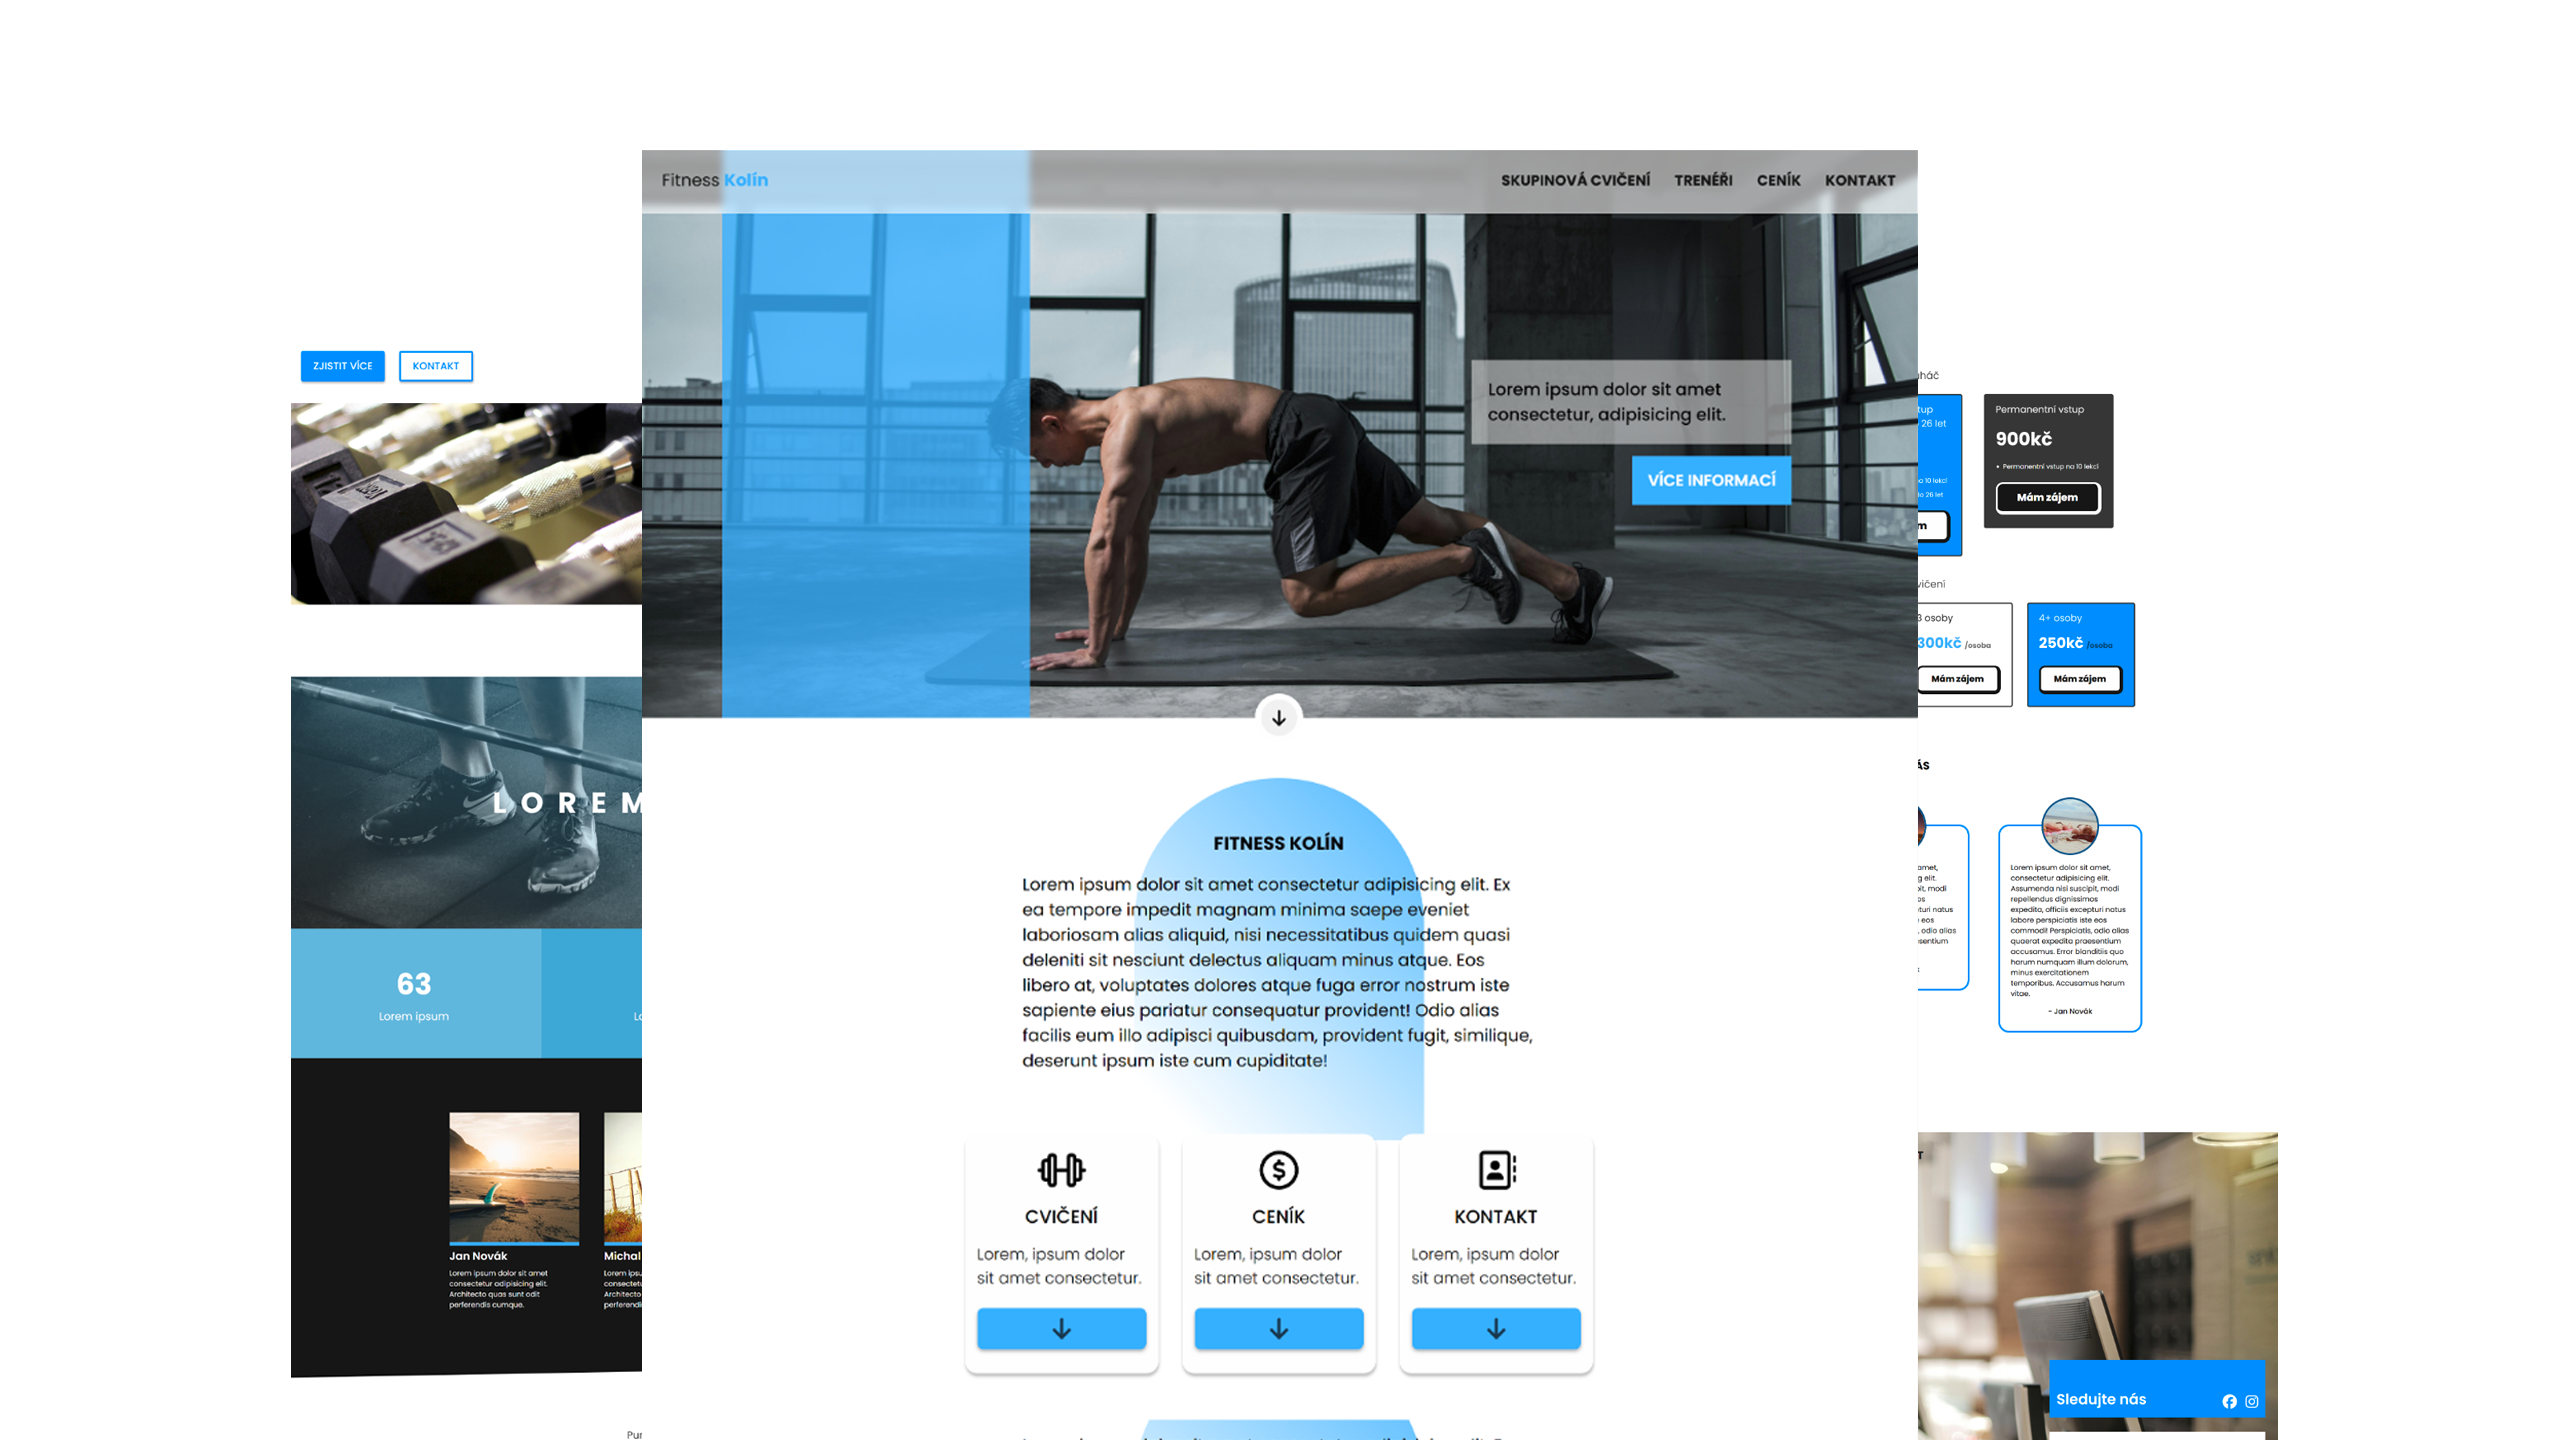 Fitness Kolín
SKUPINOVÁ CVIČENÍ TRENÉŘI CENÍK KONTAKT
Lorem ipsum dolor sit amet
consectetur, adipisicing elit.
VÍCE INFORMACÍ
FITNESS KOLÍN
Lorem ipsum dolor sit amet consectetur adipisicing elit. Ex
ea tempore impedit magnam minima saepe eveniet
laboriosam alias aliquid, nisi necessitatibus quidem quasi
deleniti sit nesciunt delectus aliquam minus atque. Eos
libero at, voluptates dolores atque fuga error nostrum iste
sapiente eius pariatur consequatur provident! Odio alias
facilis eum illo adipisci quibusdam, provident fugit, similique,
deserunt ipsum iste cum cupiditate!
CVIČENÍ
Lorem, ipsum dolor
sit amet consectetur.
CENÍK
Lorem, ipsum dolor
sit amet consectetur.
KONTAKT
Lorem, ipsum dolor
sit amet consectetur.
ZJISTIT VÍCE
KONTAKT
LOREM
63
Lorem ipsum
Jan Novák
Lorem ipsum dolor sit amet
consectetur adipisicing elit.
Architecto quas sunt odit
perferendis cumque.
Michal
Architecto
26 let
Permanentní vstup
900kč
Permanentní vstup na 10 lekcí
Mám zájem
3 osoby
300kč /osoba
Mám zájem
4+ osoby
250kč /osoba
Mám zájem
Lorem ipsum dolor sit amet,
consectetur adipisicing elit.
Assumenda nisi suscipit, modi
repellendus dignissimos
expedita, officiis excepturi natus
labore perspiciatis iste eos
commodi! Perspiciatis, odio alias
quaerat expedita praesentium
accusamus. Error blanditiis quo
harum numquam illum dolorum,
minus exercitationem
temporibus. Accusamus harum
vitae.
- Jan Novák
Sledujte nás